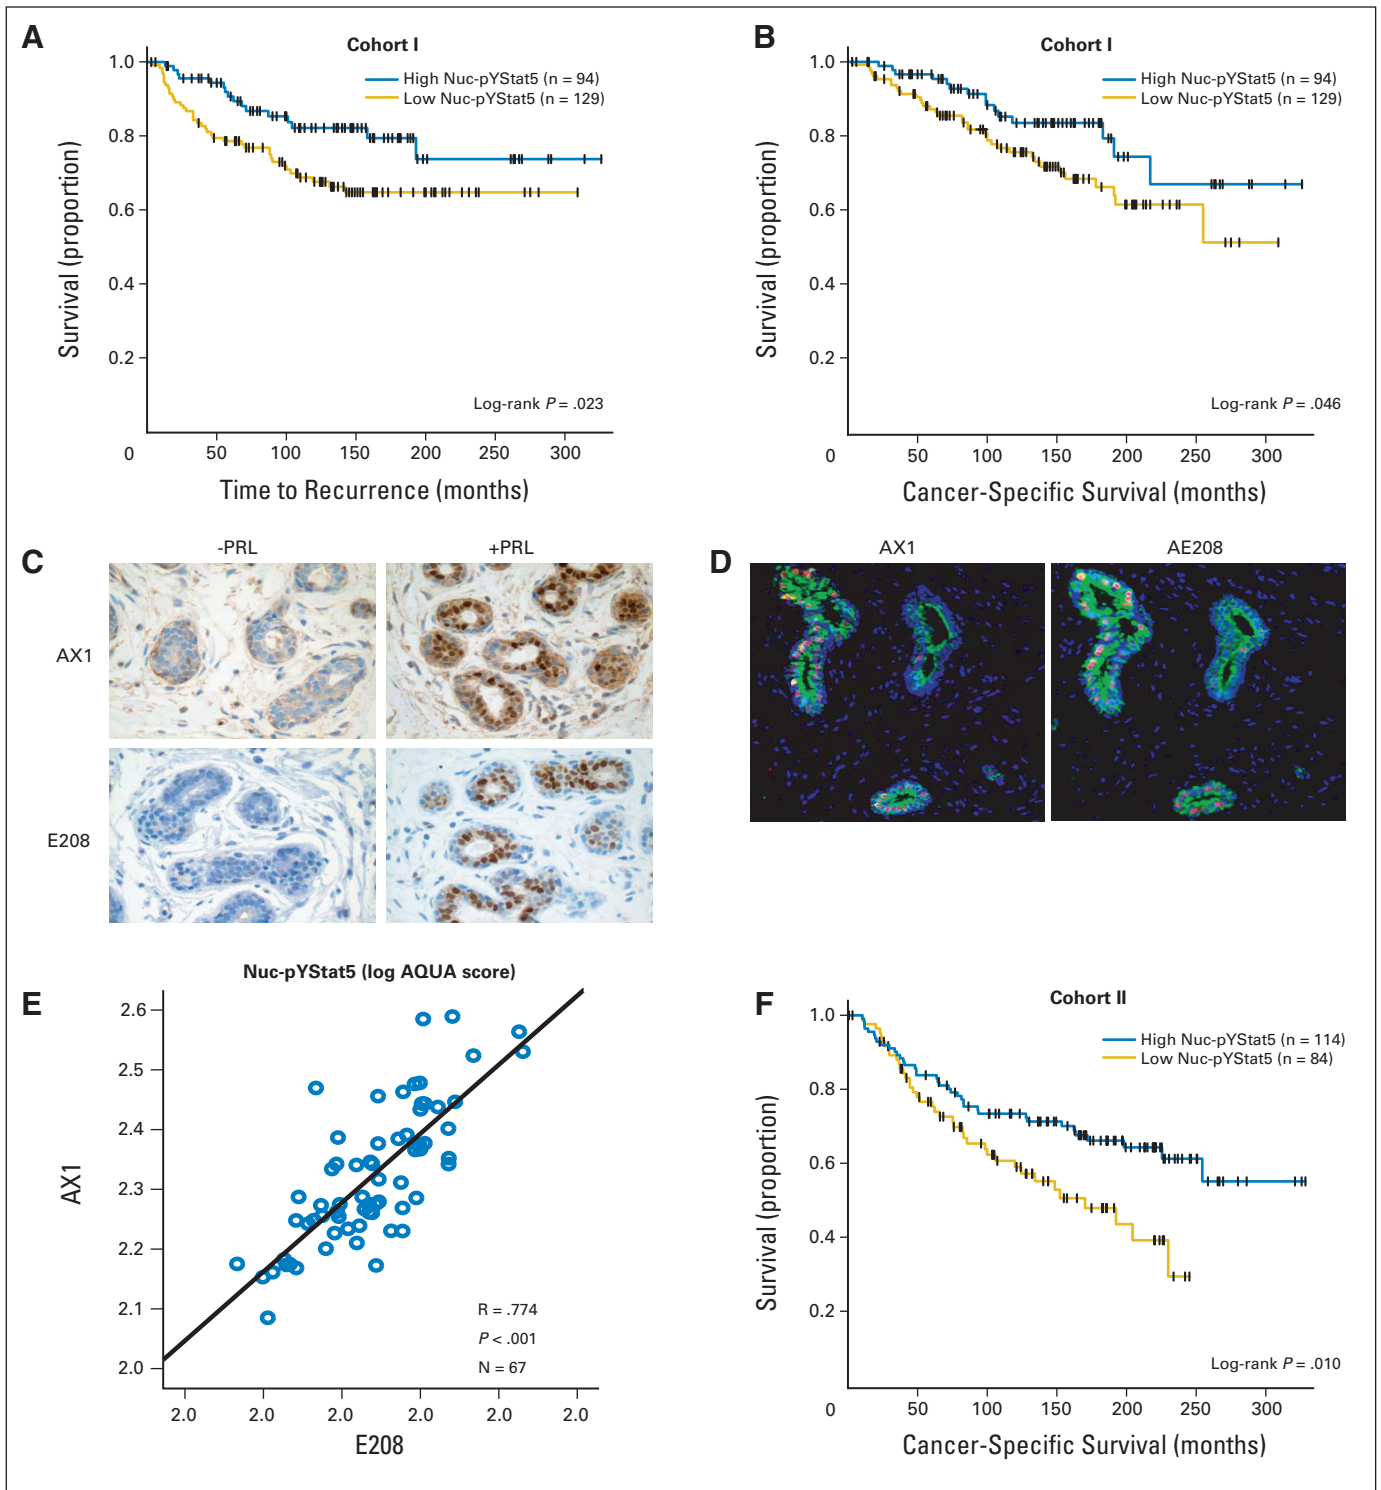 A
Cohort I
High Nuc-pYStat5 (n = 94)
Low Nuc-pYStat5 (n = 129)
Survival (proportion)
1.0
0.8
0.6
0.4
0.2
Log-rank P = .023
0 50 100 150 200 250 300
Time to Recurrence (months)
B
Cohort I
High Nuc-pYStat5 (n = 94)
Low Nuc-pYStat5 (n = 129)
Survival (proportion)
1.0
0.8
0.6
0.4
0.2
Log-rank P = .046
0 50 100 150 200 250 300
Cancer-Specific Survival (months)
C
-PRL +PRL
AX1
E208
D
AX1 AE208
E
Nuc-pYStat5 (log AQUA score)
AX1
2.6
2.5
2.4
2.3
2.2
2.1
2.0
R = .774
P < .001
N = 67
2.0 2.0 2.0 2.0 2.0 2.0
E208
F
Cohort II
High Nuc-pYStat5 (n = 114)
Low Nuc-pYStat5 (n = 84)
Survival (proportion)
1.0
0.8
0.6
0.4
0.2
Log-rank P = .010
0 50 100 150 200 250 300
Cancer-Specific Survival (months)